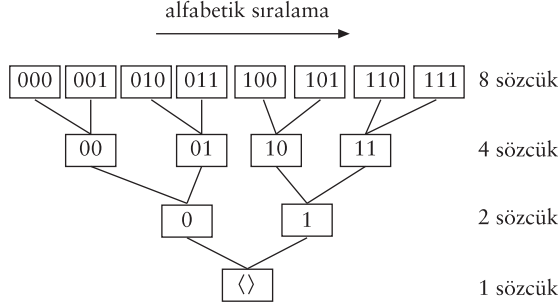 alfabetik sıralama
000 001 010 011 100 101 110 111 8 sözcük
00 01 10 11 4 sözcük
0 1 2 sözcük
⟨⟩ 1 sözcük